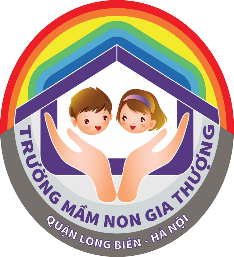 TRƯỜNG MẦM NON GIA THƯỢNG
QUẬN LONG BIÊN - HÀ NỘI